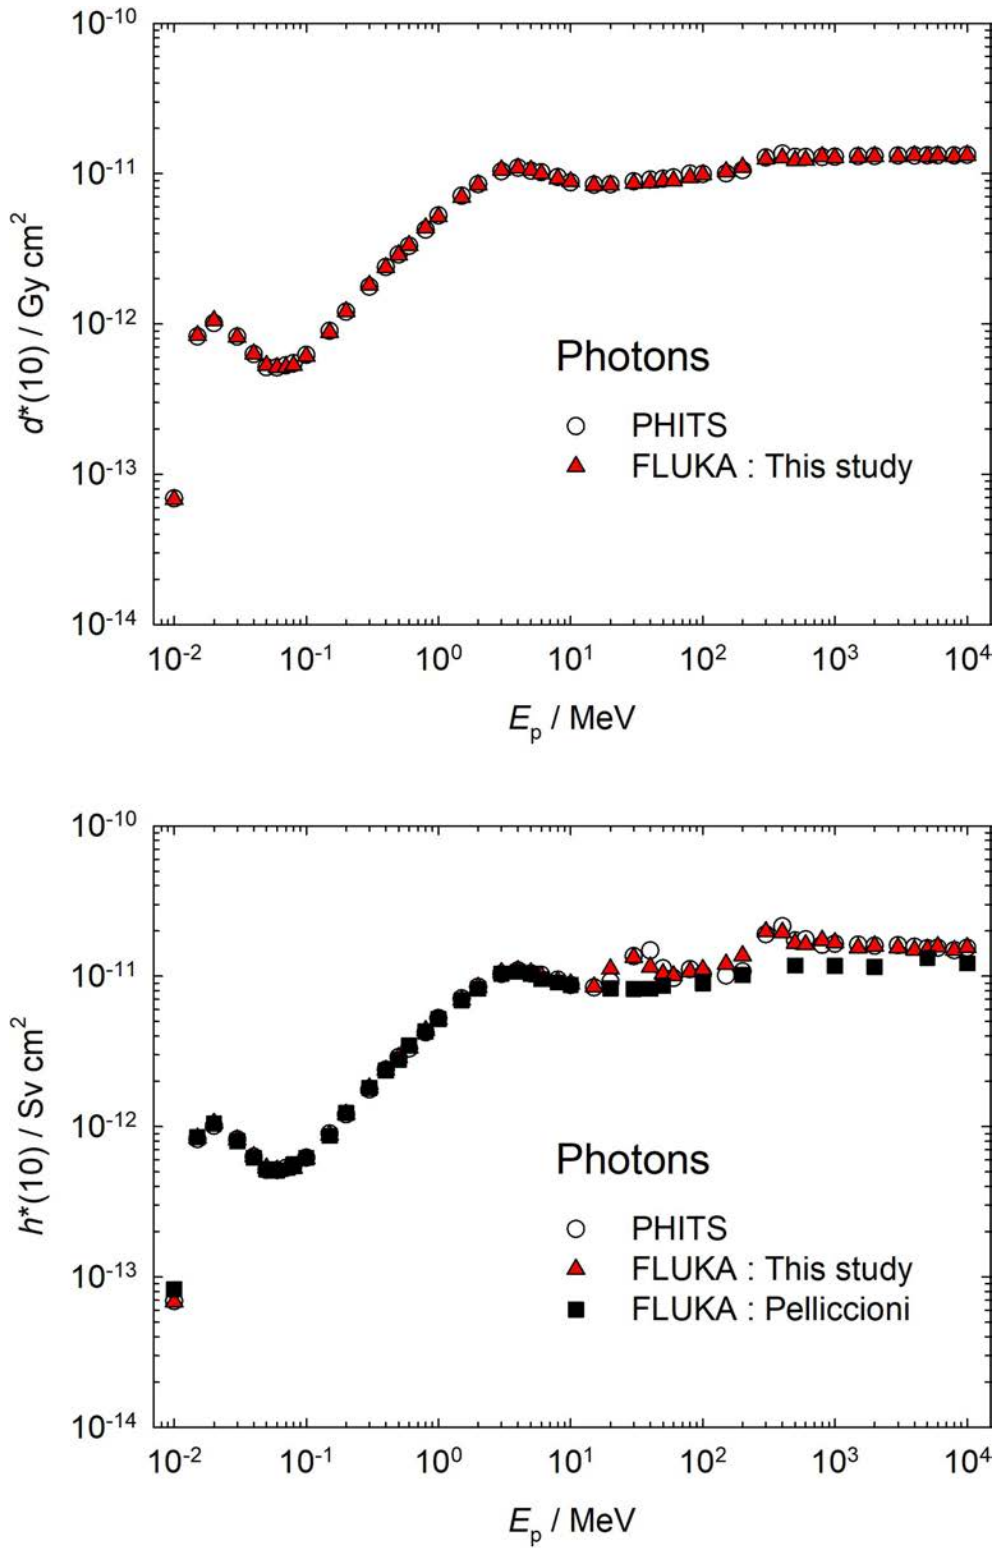 10⁻¹⁰
10⁻¹¹
10⁻¹²
10⁻¹³
10⁻¹⁴
d*(10) / Gy cm²
Photons
PHITS
FLUKA : This study
10⁻² 10⁻¹ 10⁰ 10¹ 10² 10³ 10⁴
Eₚ / MeV
10⁻¹⁰
10⁻¹¹
10⁻¹²
10⁻¹³
10⁻¹⁴
h*(10) / Sv cm²
Photons
PHITS
FLUKA : This study
FLUKA : Pelliccioni
10⁻² 10⁻¹ 10⁰ 10¹ 10² 10³ 10⁴
Eₚ / MeV